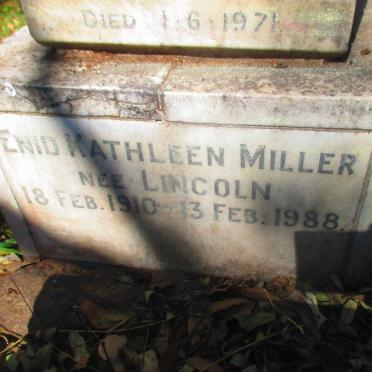 DIED 1·6·1971
ENID KATHLEEN MILLER
NEE LINCOLN
18 FEB. 1910 - 13 FEB. 1988.